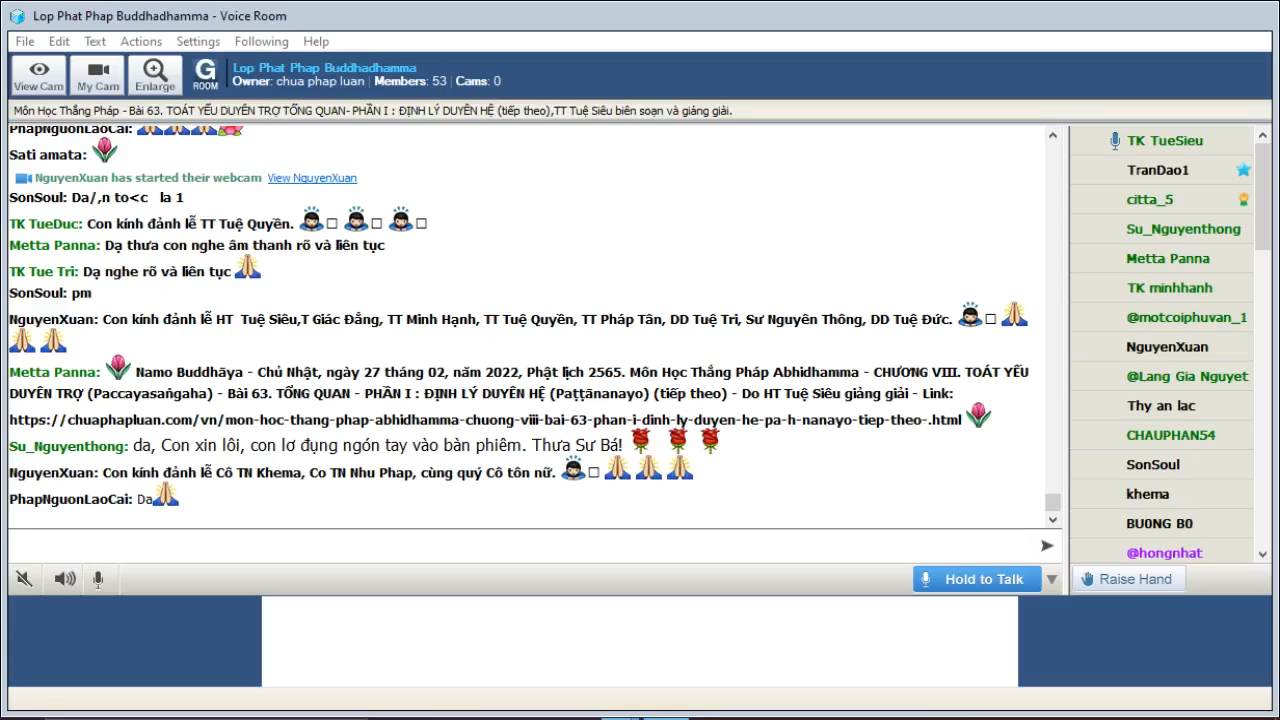 Lop Phat Phap Buddhadhamma - Voice Room
File Edit Text Actions Settings Following Help
View Cam My Cam Enlarge G ROOM
Lop Phat Phap Buddhadhamma
Owner: chua phap luan | Members: 53 | Cams: 0
Môn Học Thắng Pháp - Bài 63. TOÁT YẾU DUYÊN TRỢ TỔNG QUAN- PHẦN I : ĐỊNH LÝ DUYÊN HỆ (tiếp theo),TT Tuệ Siêu biên soạn và giảng giải.
PhapNguonLaoCai:
Sati amata:
NguyenXuan has started their webcam View NguyenXuan
SonSoul: Da/,n to<c la 1
TK TueDuc: Con kính đảnh lễ TT Tuệ Quyền.
Metta Panna: Dạ thưa con nghe âm thanh rõ và liên tục
TK Tue Tri: Dạ nghe rõ và liên tục
SonSoul: pm
NguyenXuan: Con kính đảnh lễ HT Tuệ Siêu,T Giác Đẳng, TT Minh Hạnh, TT Tuệ Quyền, TT Pháp Tân, DD Tuệ Tri, Sư Nguyên Thông, DD Tuệ Đức.
Metta Panna: Namo Buddhāya - Chủ Nhật, ngày 27 tháng 02, năm 2022, Phật lịch 2565. Môn Học Thắng Pháp Abhidhamma - CHƯƠNG VIII. TOÁT YẾU
DUYÊN TRỢ (Paccayasaṅgaha) - Bài 63. TỔNG QUAN - PHẦN I : ĐỊNH LÝ DUYÊN HỆ (Paṭṭānanayo) (tiếp theo) - Do HT Tuệ Siêu giảng giải - Link:
https://chuaphapluan.com/vn/mon-hoc-thang-phap-abhidhamma-chuong-viii-bai-63-phan-i-dinh-ly-duyen-he-pa-h-nanayo-tiep-theo-.html
Su_Nguyenthong: da, Con xin lôi, con lơ đụng ngón tay vào bàn phiêm. Thưa Sư Bá!
NguyenXuan: Con kính đảnh lễ Cô TN Khema, Co TN Nhu Phap, cùng quý Cô tôn nữ.
PhapNguonLaoCai: Da
Hold to Talk
TK TueSieu
TranDao1
citta_5
Su_Nguyenthong
Metta Panna
TK minhhanh
@motcoiphuvan_1
NguyenXuan
@Lang Gia Nguyet
Thy an lac
CHAUPHAN54
SonSoul
khema
BU0NG B0
@hongnhat
Raise Hand